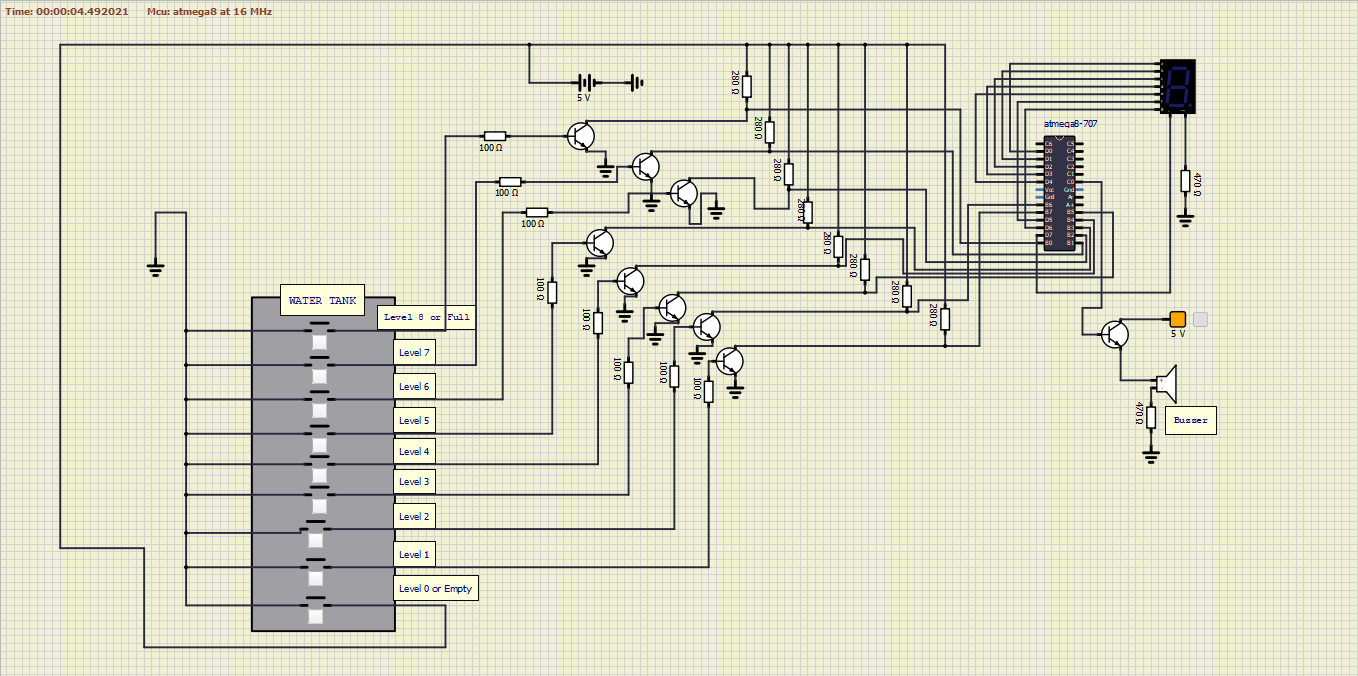 Time: 00:00:04.492021 Mcu: atmega8 at 16 MHz
5 V
280 Ω
280 Ω
280 Ω
280 Ω
280 Ω
280 Ω
280 Ω
280 Ω
100 Ω
100 Ω
100 Ω
100 Ω
100 Ω
100 Ω
100 Ω
100 Ω
atmega8-707
470 Ω
5 V
470 Ω
Buzzer
WATER TANK
Level 8 or Full
Level 7
Level 6
Level 5
Level 4
Level 3
Level 2
Level 1
Level 0 or Empty